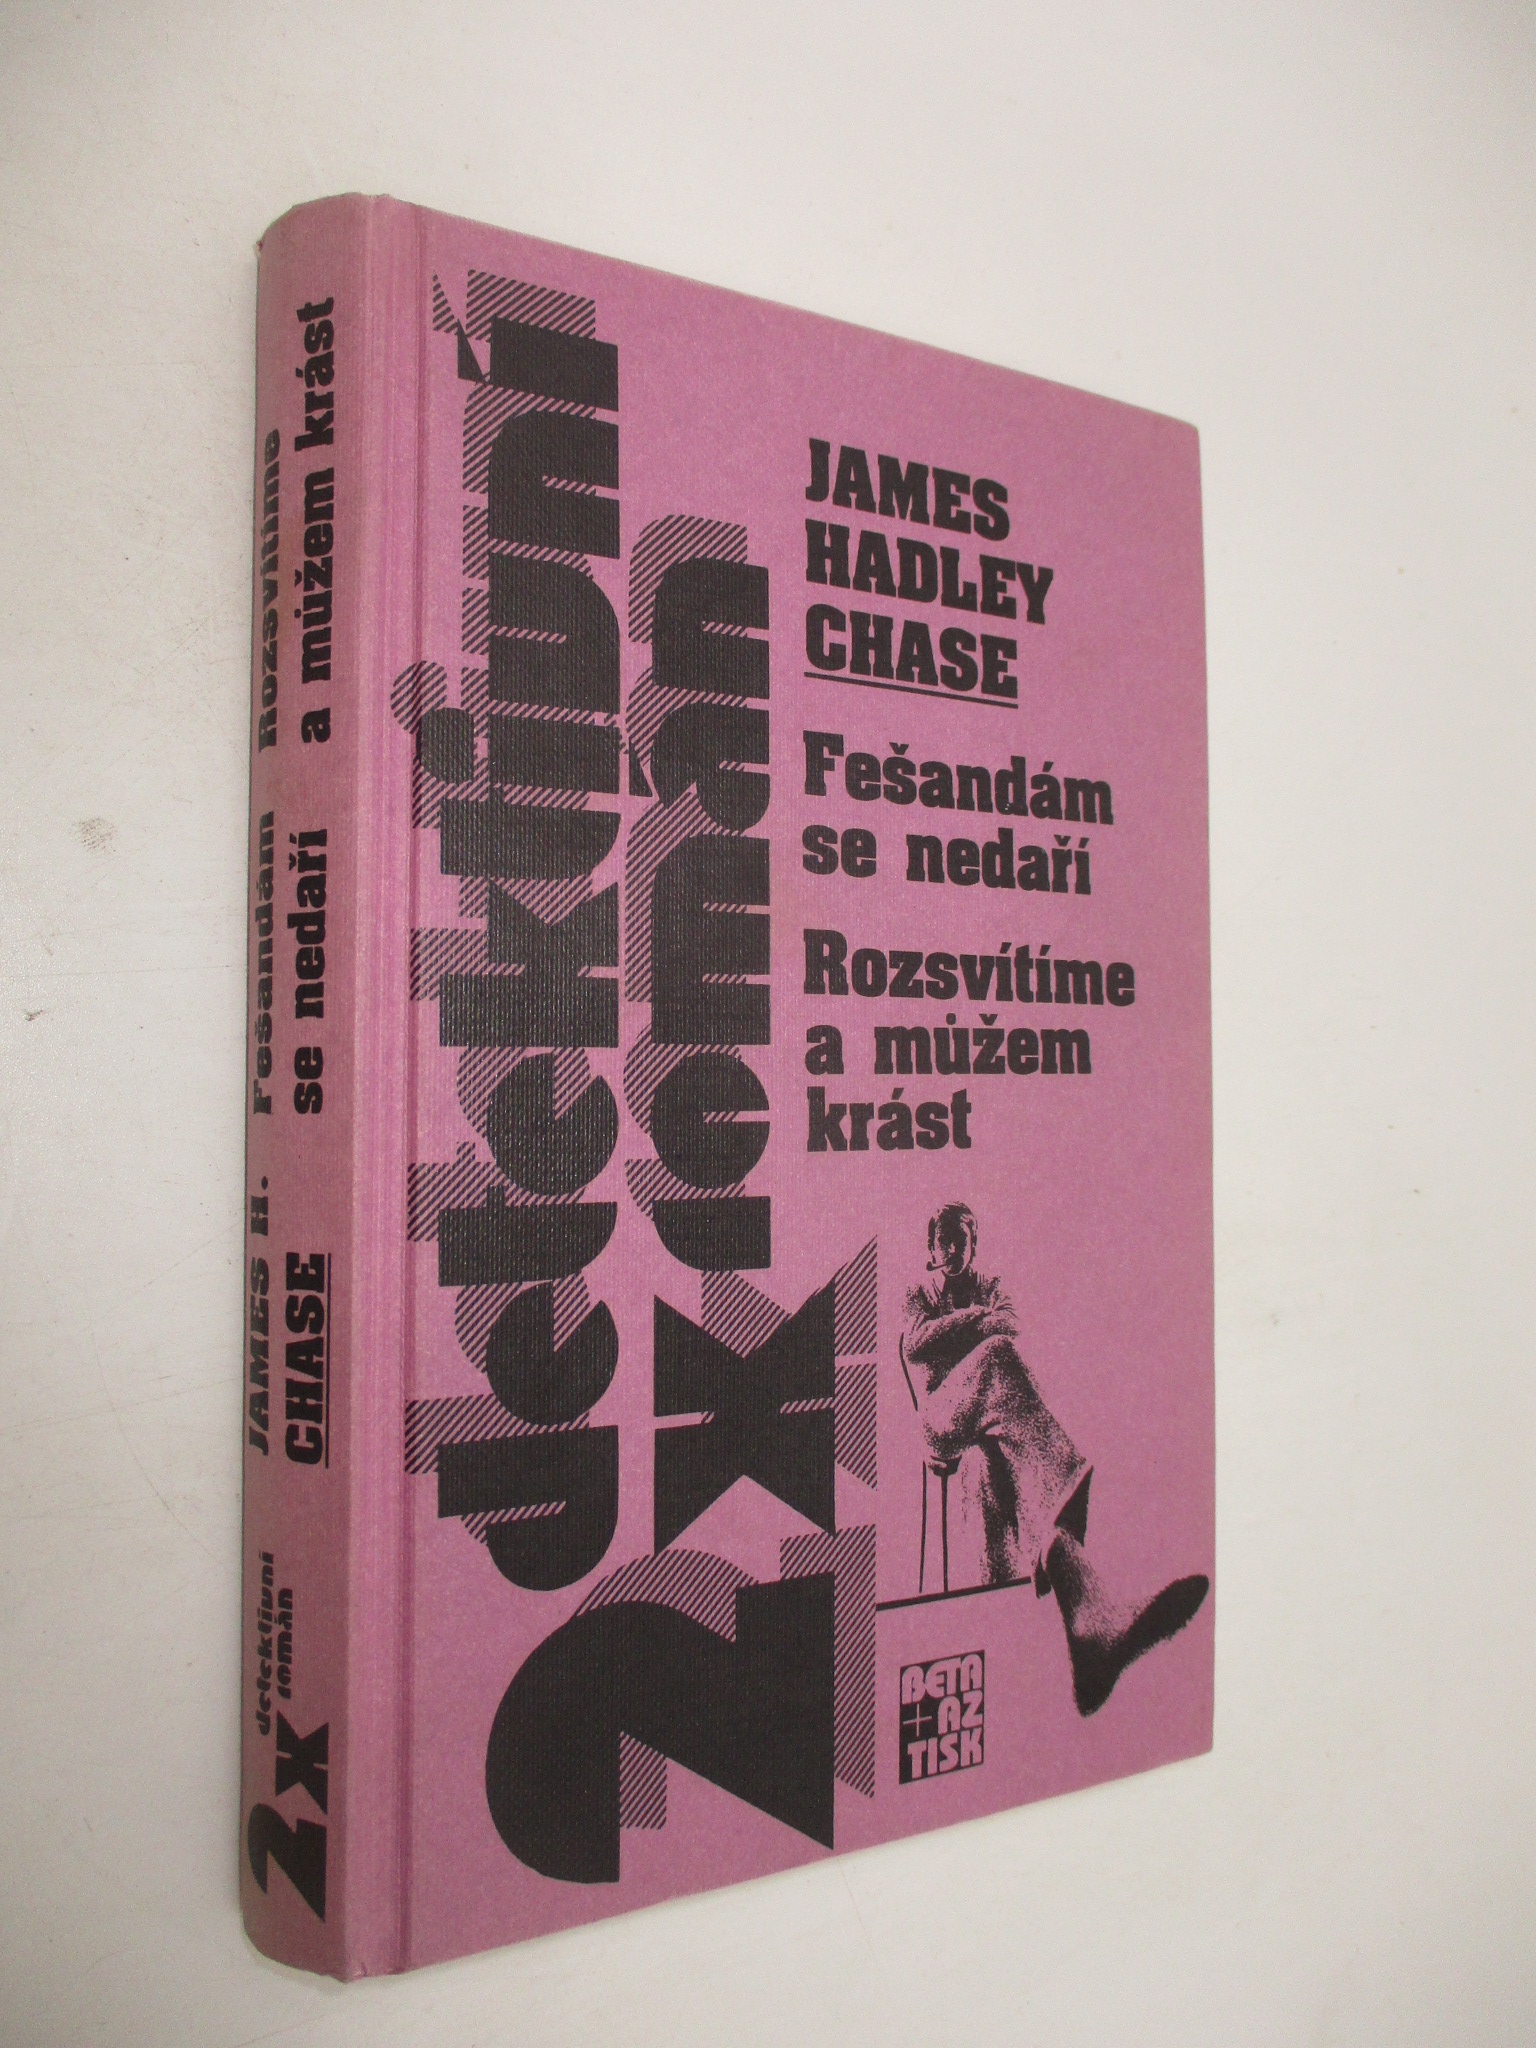 2x detektivní
román
JAMES H.
CHASE
Fešandám
se nedaří
Rozsvítíme
a můžem krást
2x detektivní
román
JAMES
HADLEY
CHASE
Fešandám
se nedaří
Rozsvítíme
a můžem
krást
BETA
+AZ
TISK